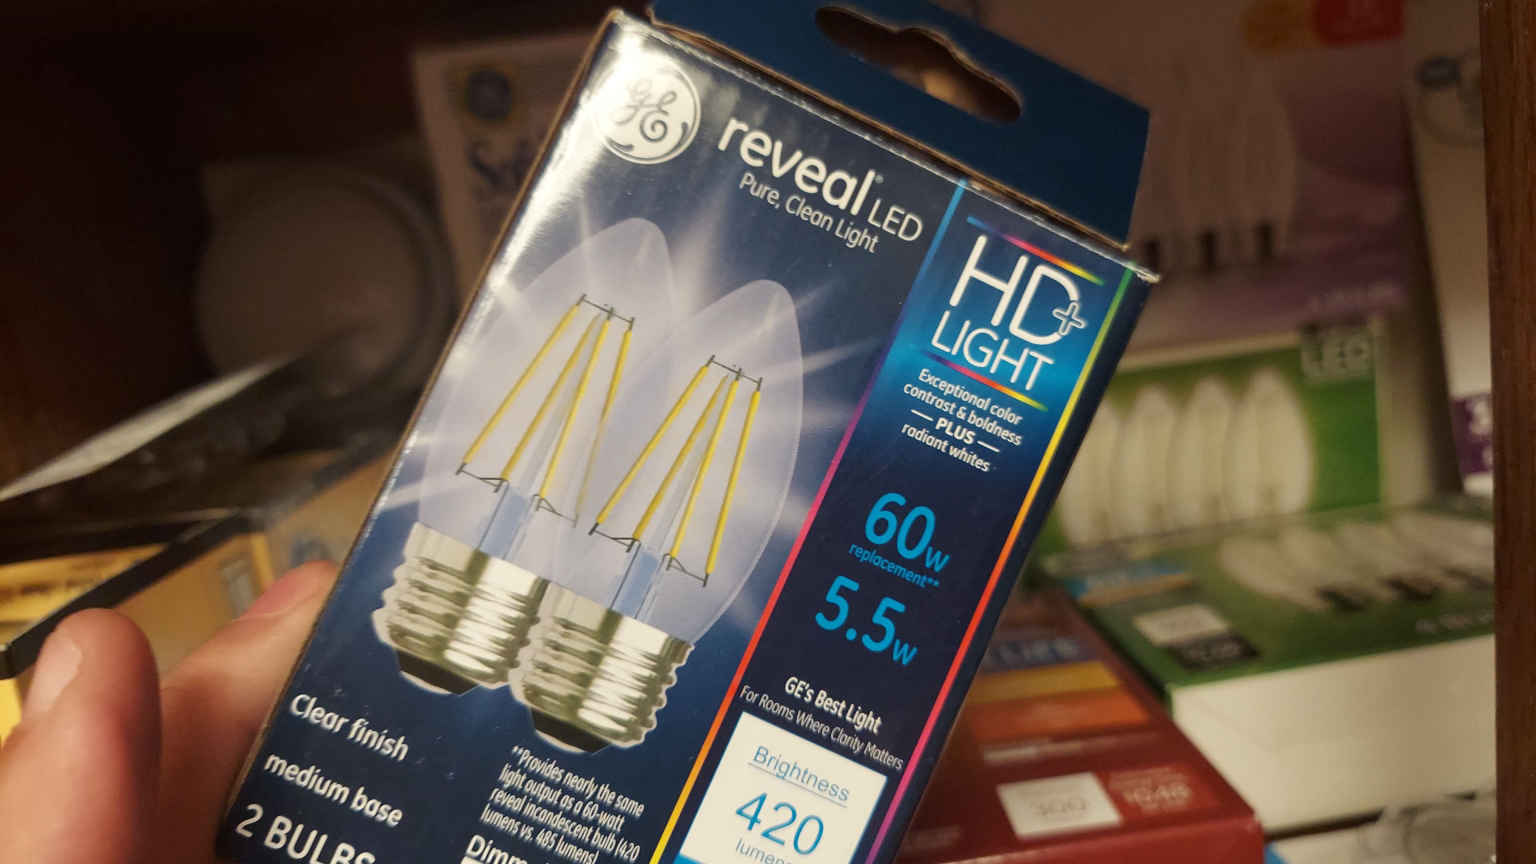 GE
reveal® LED
Pure, Clean Light
HD+
LIGHT
Exceptional color
contrast & boldness
— PLUS —
radiant whites
60w
replacement**
5.5w
GE's Best Light
For Rooms Where Clarity Matters
Brightness
420
lumens
Clear finish
medium base
2 BULBS
**Provides nearly the same
light output as a 60-watt
reveal incandescent bulb (420
lumens vs. 485 lumens)
LED